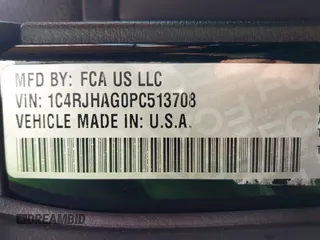 MFD BY: FCA US LLC
VIN: 1C4RJHAG0PC513708
VEHICLE MADE IN: U.S.A.
DREAMBID